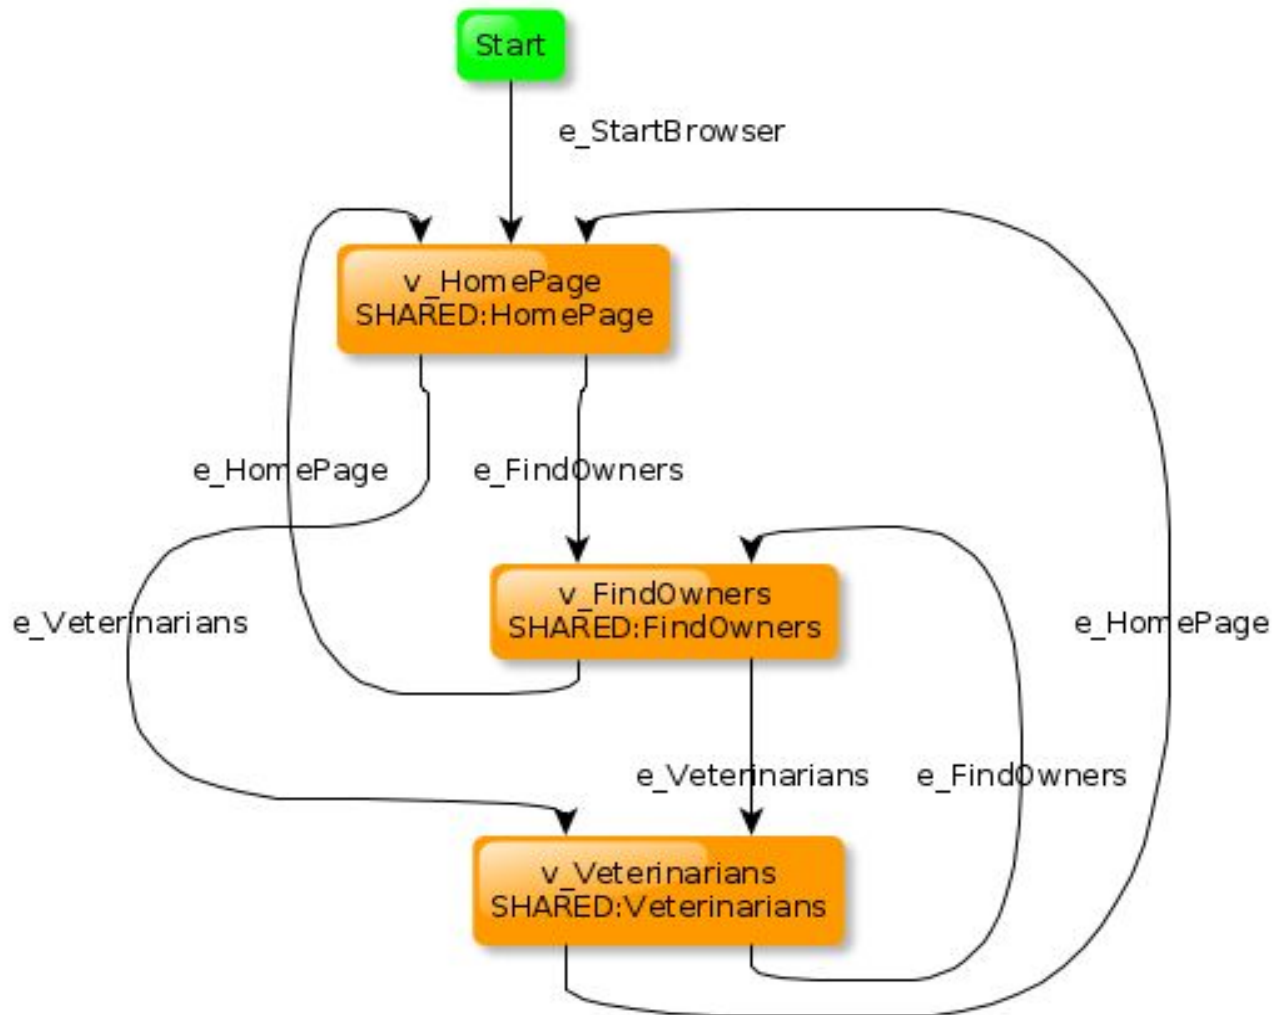 Start
e_StartBrowser
v_HomePage
SHARED:HomePage
e_HomePage
e_FindOwners
v_FindOwners
SHARED:FindOwners
e_Veterinarians
e_HomePage
e_Veterinarians
e_FindOwners
v_Veterinarians
SHARED:Veterinarians